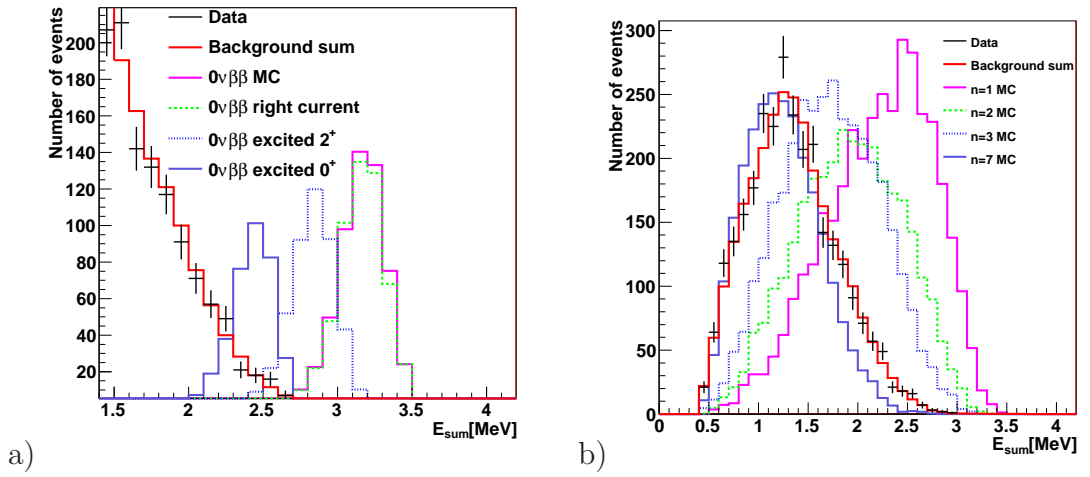 Number of events
200
180
160
140
120
100
80
60
40
20
Data
Background sum
0νββ MC
0νββ right current
0νββ excited 2⁺
0νββ excited 0⁺
1.5 2 2.5 3 3.5 4
E_sum[MeV]
a)
Number of events
300
250
200
150
100
50
0
Data
Background sum
n=1 MC
n=2 MC
n=3 MC
n=7 MC
0 0.5 1 1.5 2 2.5 3 3.5 4
E_sum[MeV]
b)